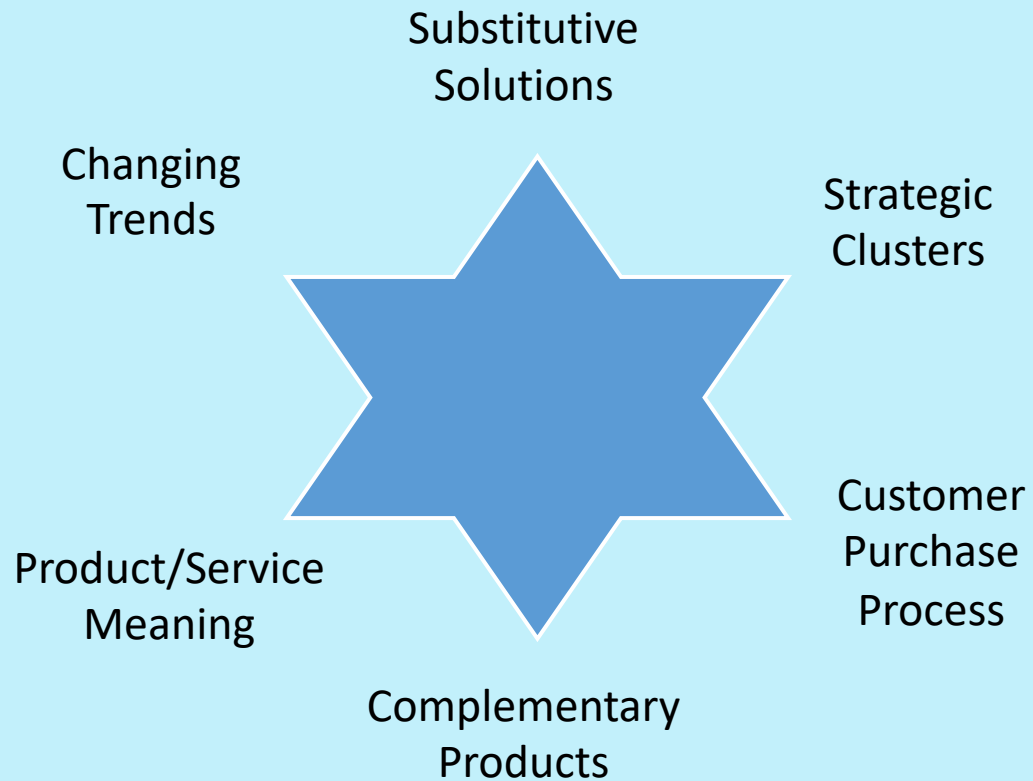 Substitutive
Solutions
Changing
Trends
Strategic
Clusters
Customer
Purchase
Process
Product/Service
Meaning
Complementary
Products